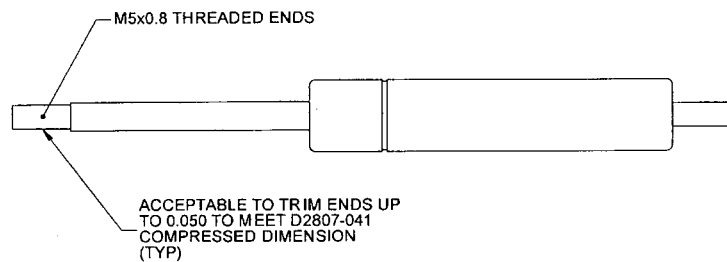 M5x0.8 THREADED ENDS
ACCEPTABLE TO TRIM ENDS UP
TO 0.050 TO MEET D2807-041
COMPRESSED DIMENSION
(TYP)